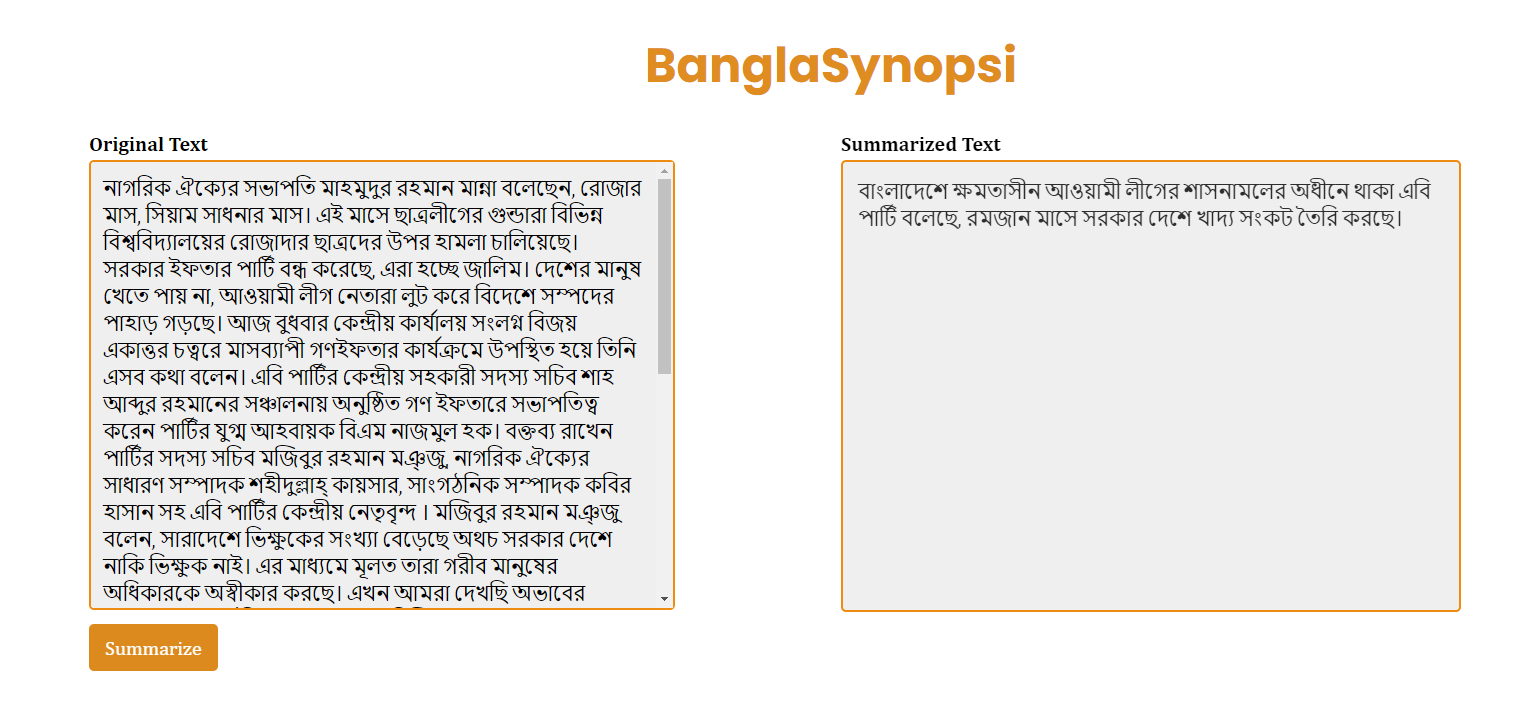 BanglaSynopsi
Original Text
নাগরিক ঐক্যের সভাপতি মাহমুদুর রহমান মান্না বলেছেন, রোজার
মাস, সিয়াম সাধনার মাস। এই মাসে ছাত্রলীগের গুন্ডারা বিভিন্ন
বিশ্ববিদ্যালয়ের রোজাদার ছাত্রদের উপর হামলা চালিয়েছে।
সরকার ইফতার পার্টি বন্ধ করেছে, এরা হচ্ছে জালিম। দেশের মানুষ
খেতে পায় না, আওয়ামী লীগ নেতারা লুট করে বিদেশে সম্পদের
পাহাড় গড়ছে। আজ বুধবার কেন্দ্রীয় কার্যালয় সংলগ্ন বিজয়
একাত্তর চত্বরে মাসব্যাপী গণইফতার কার্যক্রমে উপস্থিত হয়ে তিনি
এসব কথা বলেন। এবি পার্টির কেন্দ্রীয় সহকারী সদস্য সচিব শাহ
আব্দুর রহমানের সঞ্চালনায় অনুষ্ঠিত গণ ইফতারে সভাপতিত্ব
করেন পার্টির যুগ্ম আহবায়ক বিএম নাজমুল হক। বক্তব্য রাখেন
পার্টির সদস্য সচিব মজিবুর রহমান মঞ্জু, নাগরিক ঐক্যের
সাধারণ সম্পাদক শহীদুল্লাহ্ কায়সার, সাংগঠনিক সম্পাদক কবির
হাসান সহ এবি পার্টির কেন্দ্রীয় নেতৃবৃন্দ । মজিবুর রহমান মঞ্জু
বলেন, সারাদেশে ভিক্ষুকের সংখ্যা বেড়েছে অথচ সরকার দেশে
নাকি ভিক্ষুক নাই। এর মাধ্যমে মূলত তারা গরীব মানুষের
অধিকারকে অস্বীকার করছে। এখন আমরা দেখছি অভাবের
Summarize
Summarized Text
বাংলাদেশে ক্ষমতাসীন আওয়ামী লীগের শাসনামলের অধীনে থাকা এবি
পার্টি বলেছে, রমজান মাসে সরকার দেশে খাদ্য সংকট তৈরি করছে।